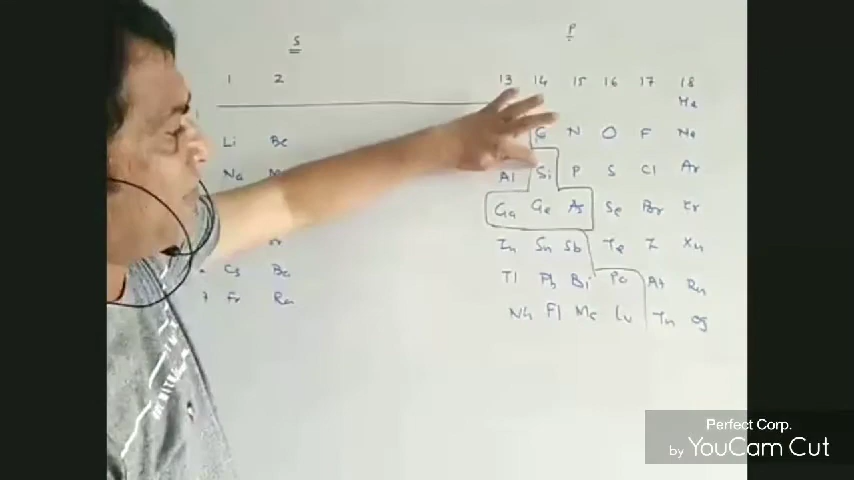 S P
1 2 13 14 15 16 17 18
He
Li Be C N O F Ne
Na Al Si P S Cl Ar
Ga Ge As Se Br Kr
In Sn Sb Te I Xn
Cs Ba Tl Pb Bi Po At Rn
Fr Ra Nh Fl Mc Lv Tn Og
Perfect Corp.
by YouCam Cut